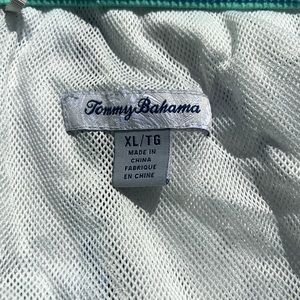 Tommy Bahama
XL/TG
MADE IN
CHINA
FABRIQUE
EN CHINE